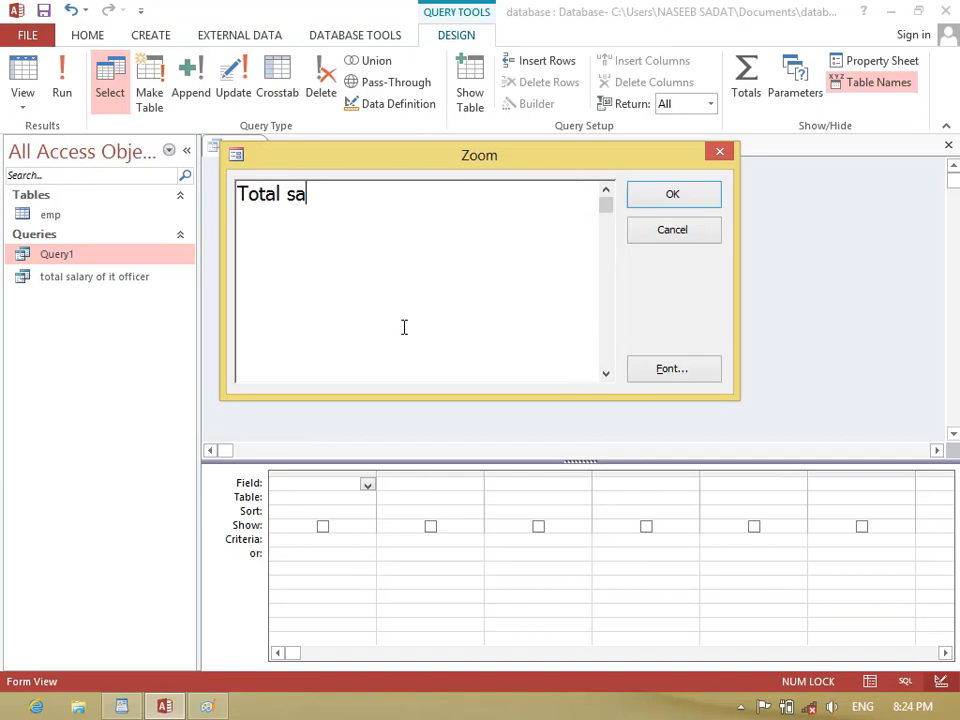 QUERY TOOLS
database : Database- C:\Users\NASEEB SADAT\Documents\datab... ?
FILE HOME CREATE EXTERNAL DATA DATABASE TOOLS DESIGN Sign in
View Run Select Make Table Append Update Crosstab Delete
Union
Pass-Through
Data Definition
Show Table
Insert Rows
Delete Rows
Builder
Insert Columns
Delete Columns
Return: All
Totals Parameters
Property Sheet
XYZ Table Names
Results Query Type Query Setup Show/Hide
All Access Obje...
Search...
Tables
emp
Queries
Query1
total salary of it officer
Zoom
Total sa
OK
Cancel
Font...
Field:
Table:
Sort:
Show:
Criteria:
or:
Form View NUM LOCK SQL
ENG 8:24 PM